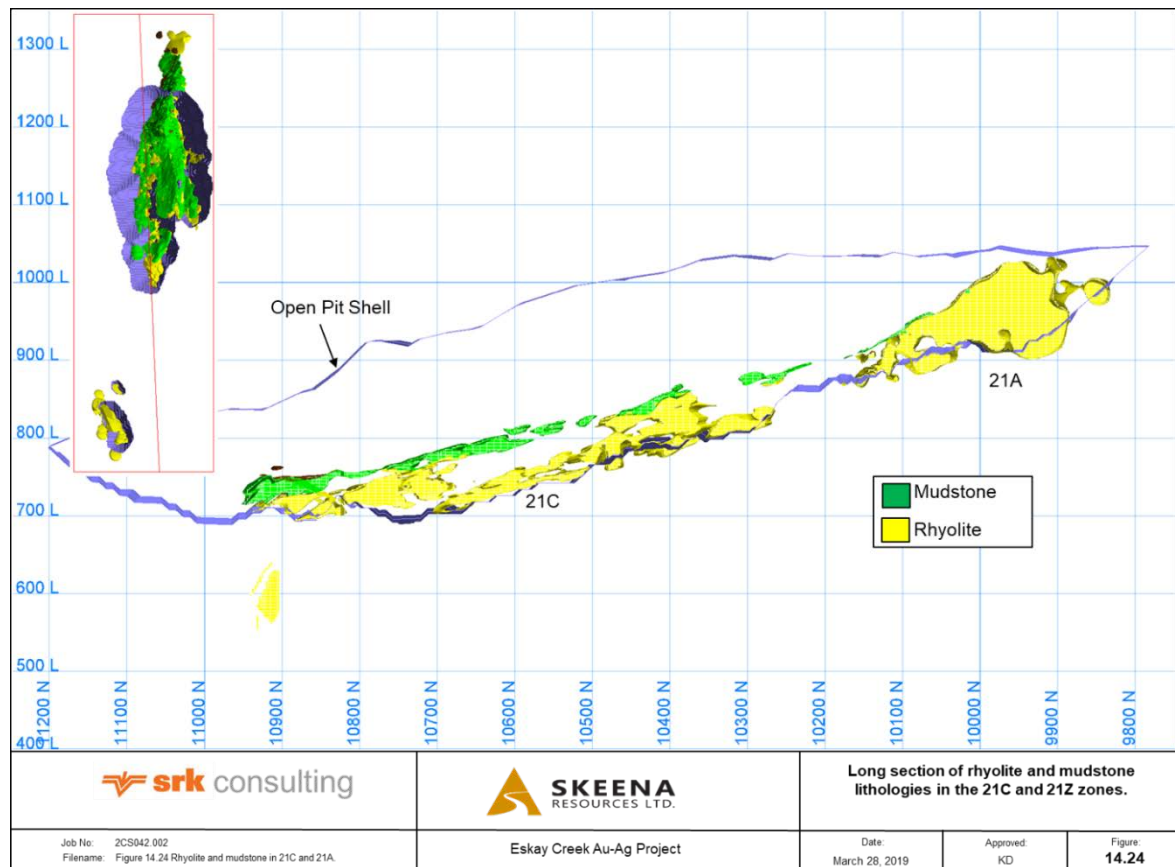 1300 L
1200 L
1100 L
1000 L
900 L
800 L
700 L
600 L
500 L
400 L
Open Pit Shell
21A
21C
Mudstone
Rhyolite
11200 N
11100 N
11000 N
10900 N
10800 N
10700 N
10600 N
10500 N
10400 N
10300 N
10200 N
10100 N
10000 N
9900 N
9800 N
srk consulting
Job No: 2CS042.002
Filename: Figure 14.24 Rhyolite and mudstone in 21C and 21A.
SKEENA
RESOURCES LTD.
Eskay Creek Au-Ag Project
Long section of rhyolite and mudstone
lithologies in the 21C and 21Z zones.
Date:
March 28, 2019
Approved:
KD
Figure:
14.24